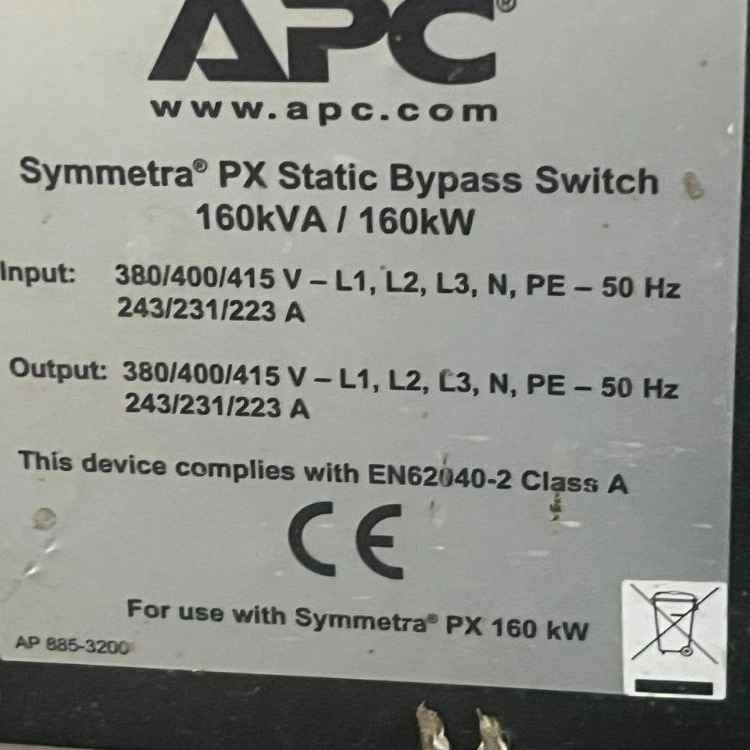 APC®
www.apc.com
Symmetra® PX Static Bypass Switch
160kVA / 160kW
Input: 380/400/415 V – L1, L2, L3, N, PE – 50 Hz
243/231/223 A
Output: 380/400/415 V – L1, L2, L3, N, PE – 50 Hz
243/231/223 A
This device complies with EN62040-2 Class A
CE
For use with Symmetra® PX 160 kW
AP 885-3200